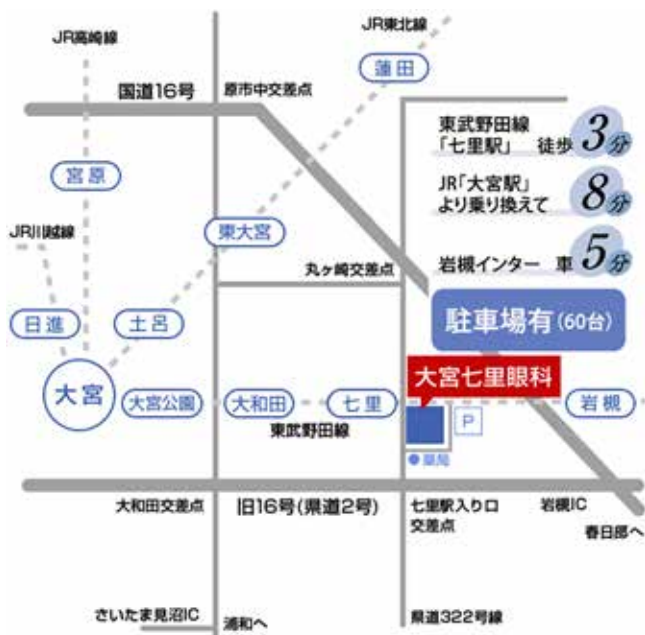 JR高崎線
JR東北線
蓮田
国道16号
原市中交差点
東武野田線
「七里駅」 徒歩 3分
宮原
JR「大宮駅」
より乗り換えて 8分
JR川越線
東大宮
丸ヶ崎交差点
岩槻インター 車 5分
日進
土呂
駐車場有(60台)
大宮七里眼科
大宮
大宮公園
大和田
七里
P
岩槻
東武野田線
薬局
大和田交差点
旧16号(県道2号)
七里駅入り口
交差点
岩槻IC
春日部へ
さいたま見沼IC
浦和へ
県道322号線